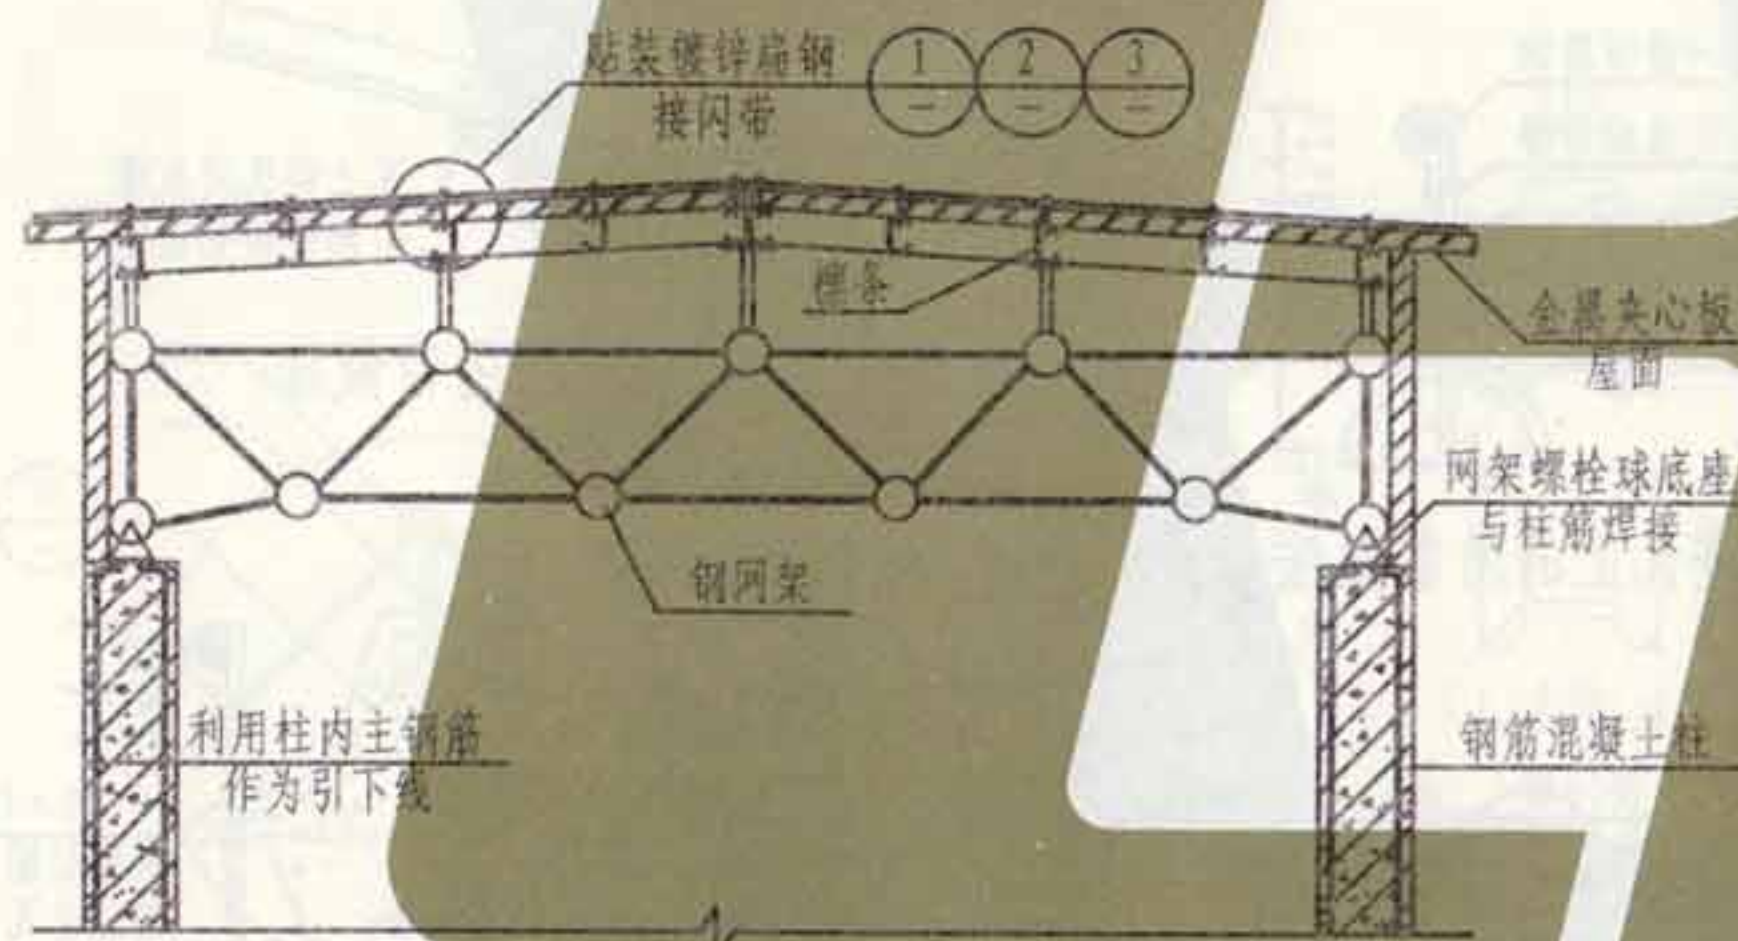 贴装镀锌扁钢
接闪带
1 2 3
— — =
檩条
金属夹心板
屋面
网架螺栓球底座
与柱筋焊接
钢网架
利用柱内主钢筋
作为引下线
钢筋混凝土柱